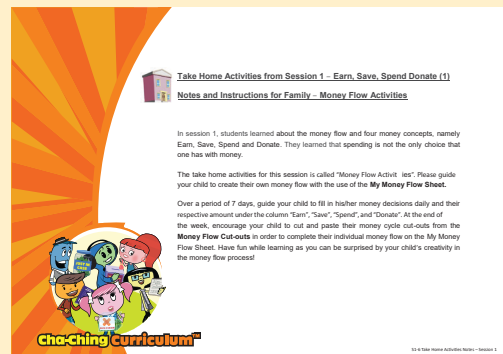 Take Home Activities from Session 1 – Earn, Save, Spend Donate (1)
Notes and Instructions for Family – Money Flow Activities
In session 1, students learned about the money flow and four money concepts, namely
Earn, Save, Spend and Donate. They learned that spending is not the only choice that
one has with money.
The take home activities for this session is called "Money Flow Activit ies". Please guide
your child to create their own money flow with the use of the My Money Flow Sheet.
Over a period of 7 days, guide your child to fill in his/her money decisions daily and their
respective amount under the column "Earn", "Save", "Spend", and "Donate". At the end of
the week, encourage your child to cut and paste their money cycle cut-outs from the
Money Flow Cut-outs in order to complete their individual money flow on the My Money
Flow Sheet. Have fun while learning as you can be surprised by your child's creativity in
the money flow process!
Cha-Ching Curriculum™
S1-6 Take Home Activities Notes – Session 1